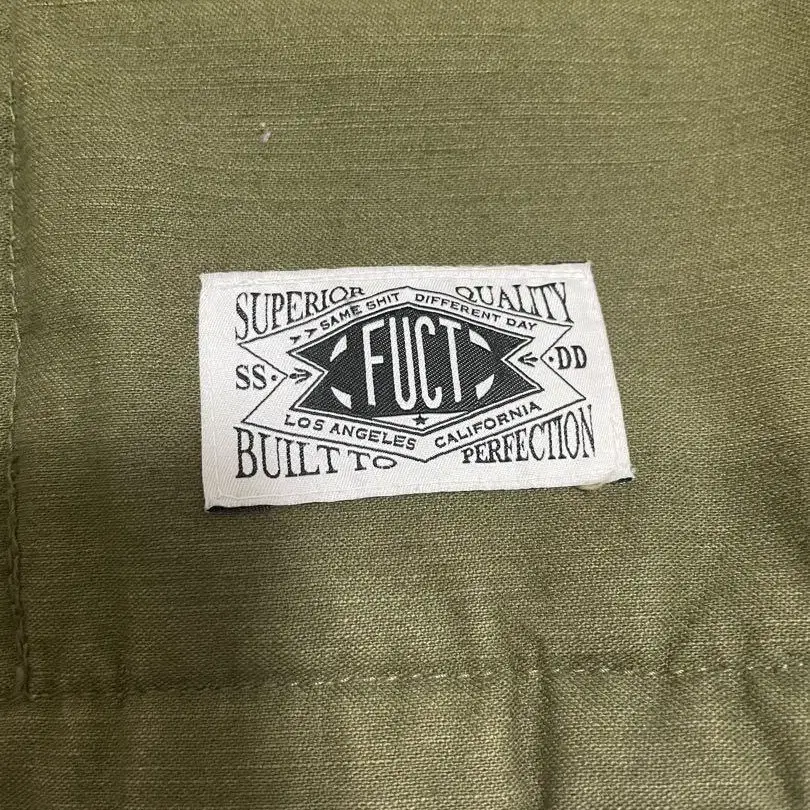 SUPERIOR QUALITY
>> SAME SHIT DIFFERENT DAY
SS · FUCT · DD
LOS ANGELES ★ CALIFORNIA
BUILT TO PERFECTION